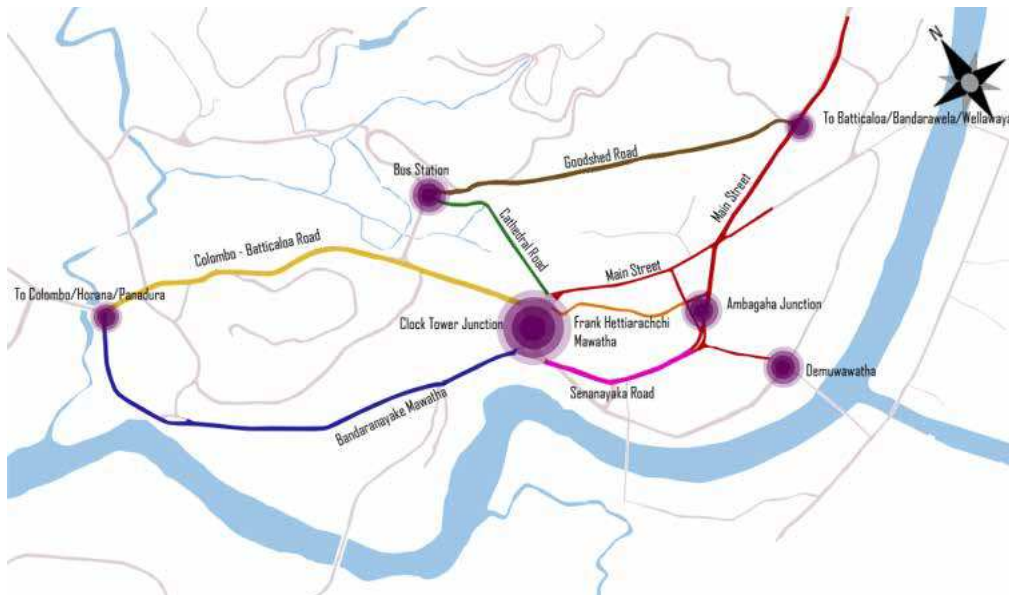 N
To Batticaloa/Bandarawela/Wellawaya
Goodshed Road
Bus Station
Main Street
Cathedral Road
Colombo - Batticaloa Road
Main Street
To Colombo/Horana/Panadura
Ambagaha Junction
Clock Tower Junction
Frank Hettiarachchi
Mawatha
Demuwawatha
Senanayaka Road
Bandaranayake Mawatha